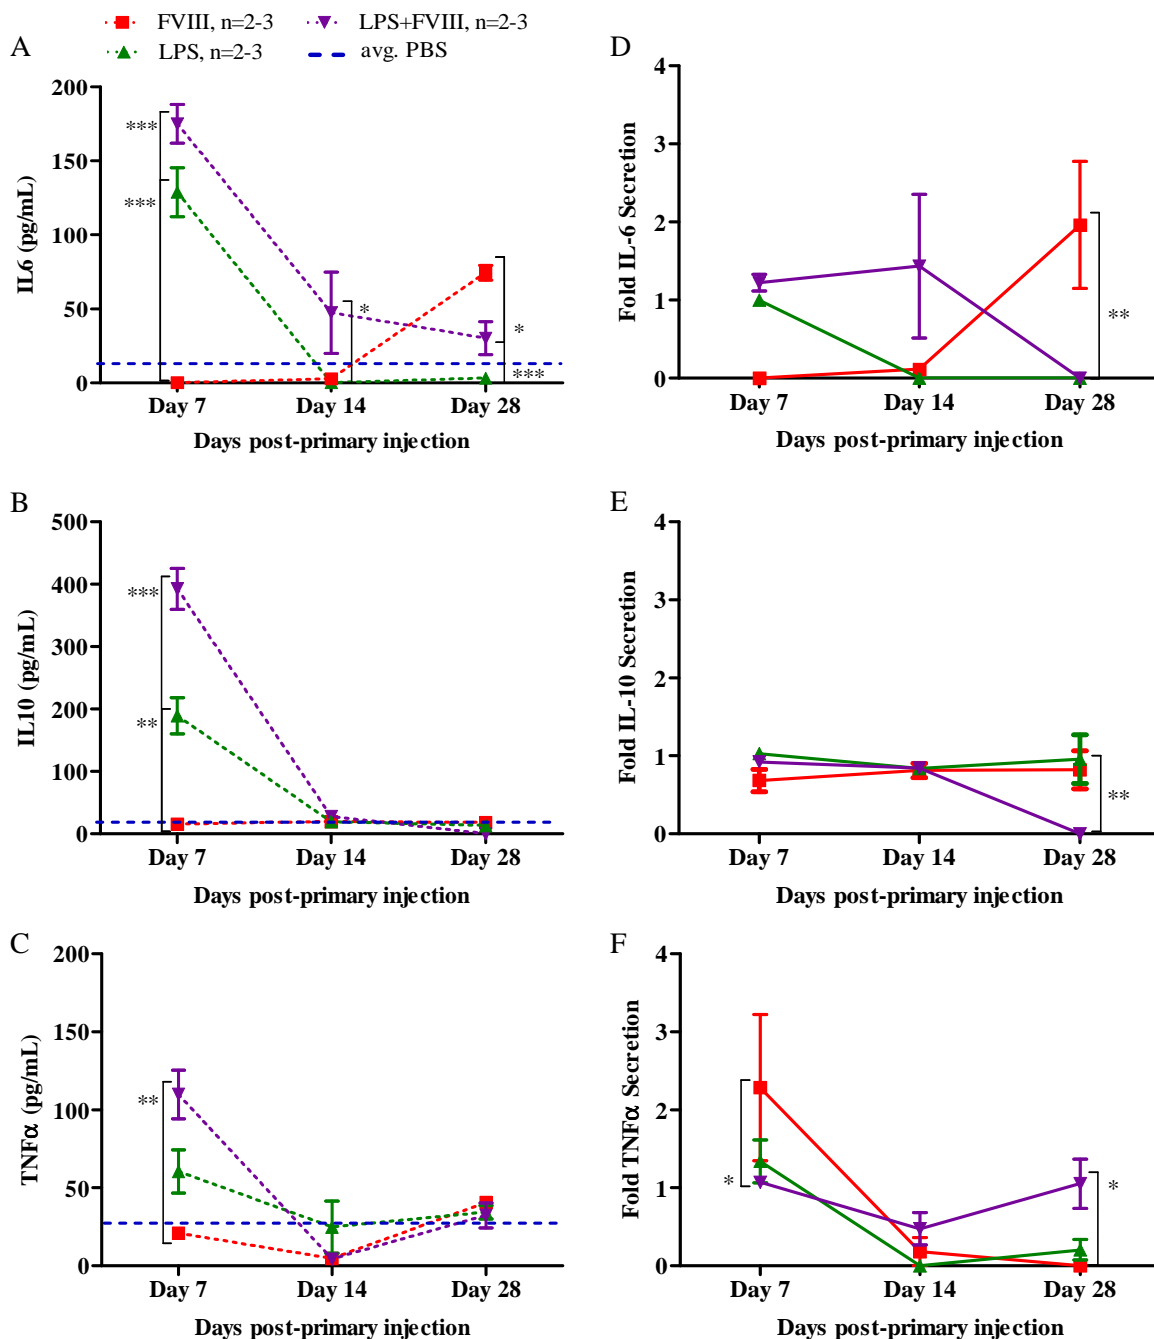 FVIII, n=2-3
LPS+FVIII, n=2-3
LPS, n=2-3
avg. PBS
A
200
150
100
50
0
IL6 (pg/mL)
***
***
*
*
***
Day 7
Day 14
Day 28
Days post-primary injection
D
4
3
2
1
0
Fold IL-6 Secretion
**
Day 7
Day 14
Day 28
Days post-primary injection
B
500
400
300
200
100
0
IL10 (pg/mL)
***
**
Day 7
Day 14
Day 28
Days post-primary injection
E
4
3
2
1
0
Fold IL-10 Secretion
**
Day 7
Day 14
Day 28
Days post-primary injection
C
200
150
100
50
0
TNFα (pg/mL)
**
Day 7
Day 14
Day 28
Days post-primary injection
F
4
3
2
1
0
Fold TNFα Secretion
*
*
Day 7
Day 14
Day 28
Days post-primary injection